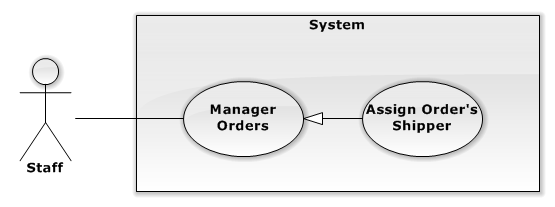 System
Manager
Orders
Assign Order's
Shipper
Staff